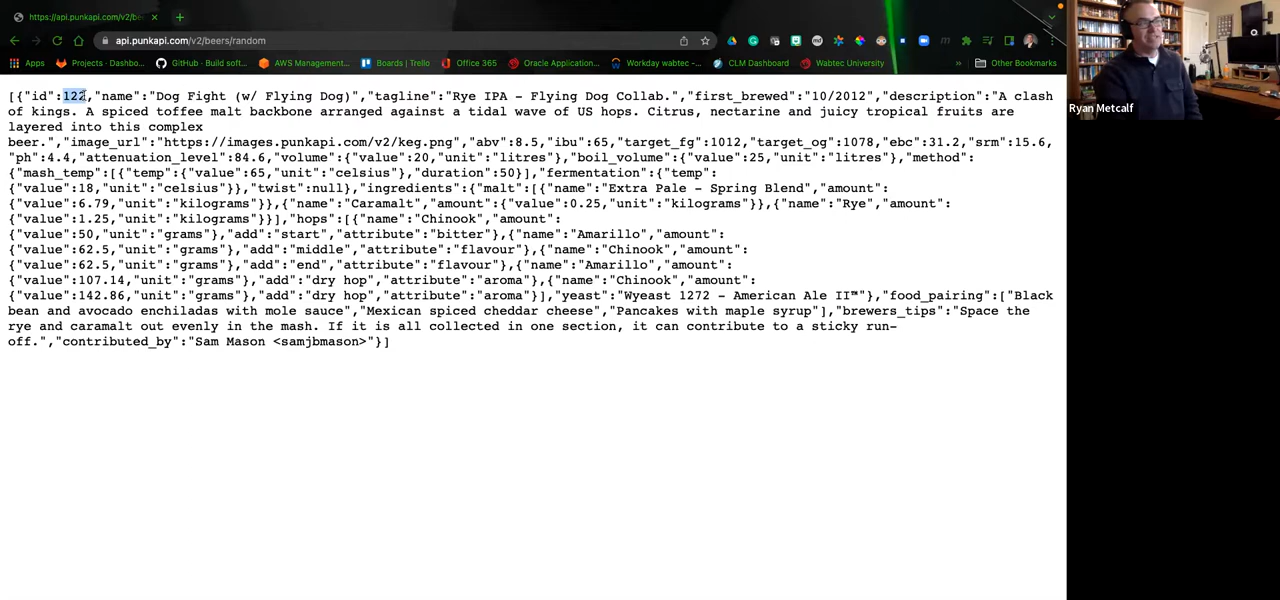 https://api.punkapi.com/v2/be
api.punkapi.com/v2/beers/random
Apps Projects - Dashbo... GitHub · Build soft... AWS Management... Boards | Trello Office 365 Oracle Application... Workday wabtec -... CLM Dashboard Wabtec University Other Bookmarks
[{"id":122,"name":"Dog Fight (w/ Flying Dog)","tagline":"Rye IPA - Flying Dog Collab.","first_brewed":"10/2012","description":"A clash
of kings. A spiced toffee malt backbone arranged against a tidal wave of US hops. Citrus, nectarine and juicy tropical fruits are
layered into this complex
beer.","image_url":"https://images.punkapi.com/v2/keg.png","abv":8.5,"ibu":65,"target_fg":1012,"target_og":1078,"ebc":31.2,"srm":15.6,
"ph":4.4,"attenuation_level":84.6,"volume":{"value":20,"unit":"litres"},"boil_volume":{"value":25,"unit":"litres"},"method":
{"mash_temp":[{"temp":{"value":65,"unit":"celsius"},"duration":50}],"fermentation":{"temp":
{"value":18,"unit":"celsius"}},"twist":null},"ingredients":{"malt":[{"name":"Extra Pale - Spring Blend","amount":
{"value":6.79,"unit":"kilograms"}},{"name":"Caramalt","amount":{"value":0.25,"unit":"kilograms"}},{"name":"Rye","amount":
{"value":1.25,"unit":"kilograms"}}],"hops":[{"name":"Chinook","amount":
{"value":50,"unit":"grams"},"add":"start","attribute":"bitter"},{"name":"Amarillo","amount":
{"value":62.5,"unit":"grams"},"add":"middle","attribute":"flavour"},{"name":"Chinook","amount":
{"value":62.5,"unit":"grams"},"add":"end","attribute":"flavour"},{"name":"Amarillo","amount":
{"value":107.14,"unit":"grams"},"add":"dry hop","attribute":"aroma"},{"name":"Chinook","amount":
{"value":142.86,"unit":"grams"},"add":"dry hop","attribute":"aroma"}],"yeast":"Wyeast 1272 - American Ale II™"},"food_pairing":["Black
bean and avocado enchiladas with mole sauce","Mexican spiced cheddar cheese","Pancakes with maple syrup"],"brewers_tips":"Space the
rye and caramalt out evenly in the mash. If it is all collected in one section, it can contribute to a sticky run-
off.","contributed_by":"Sam Mason <samjbmason>"}]
Ryan Metcalf